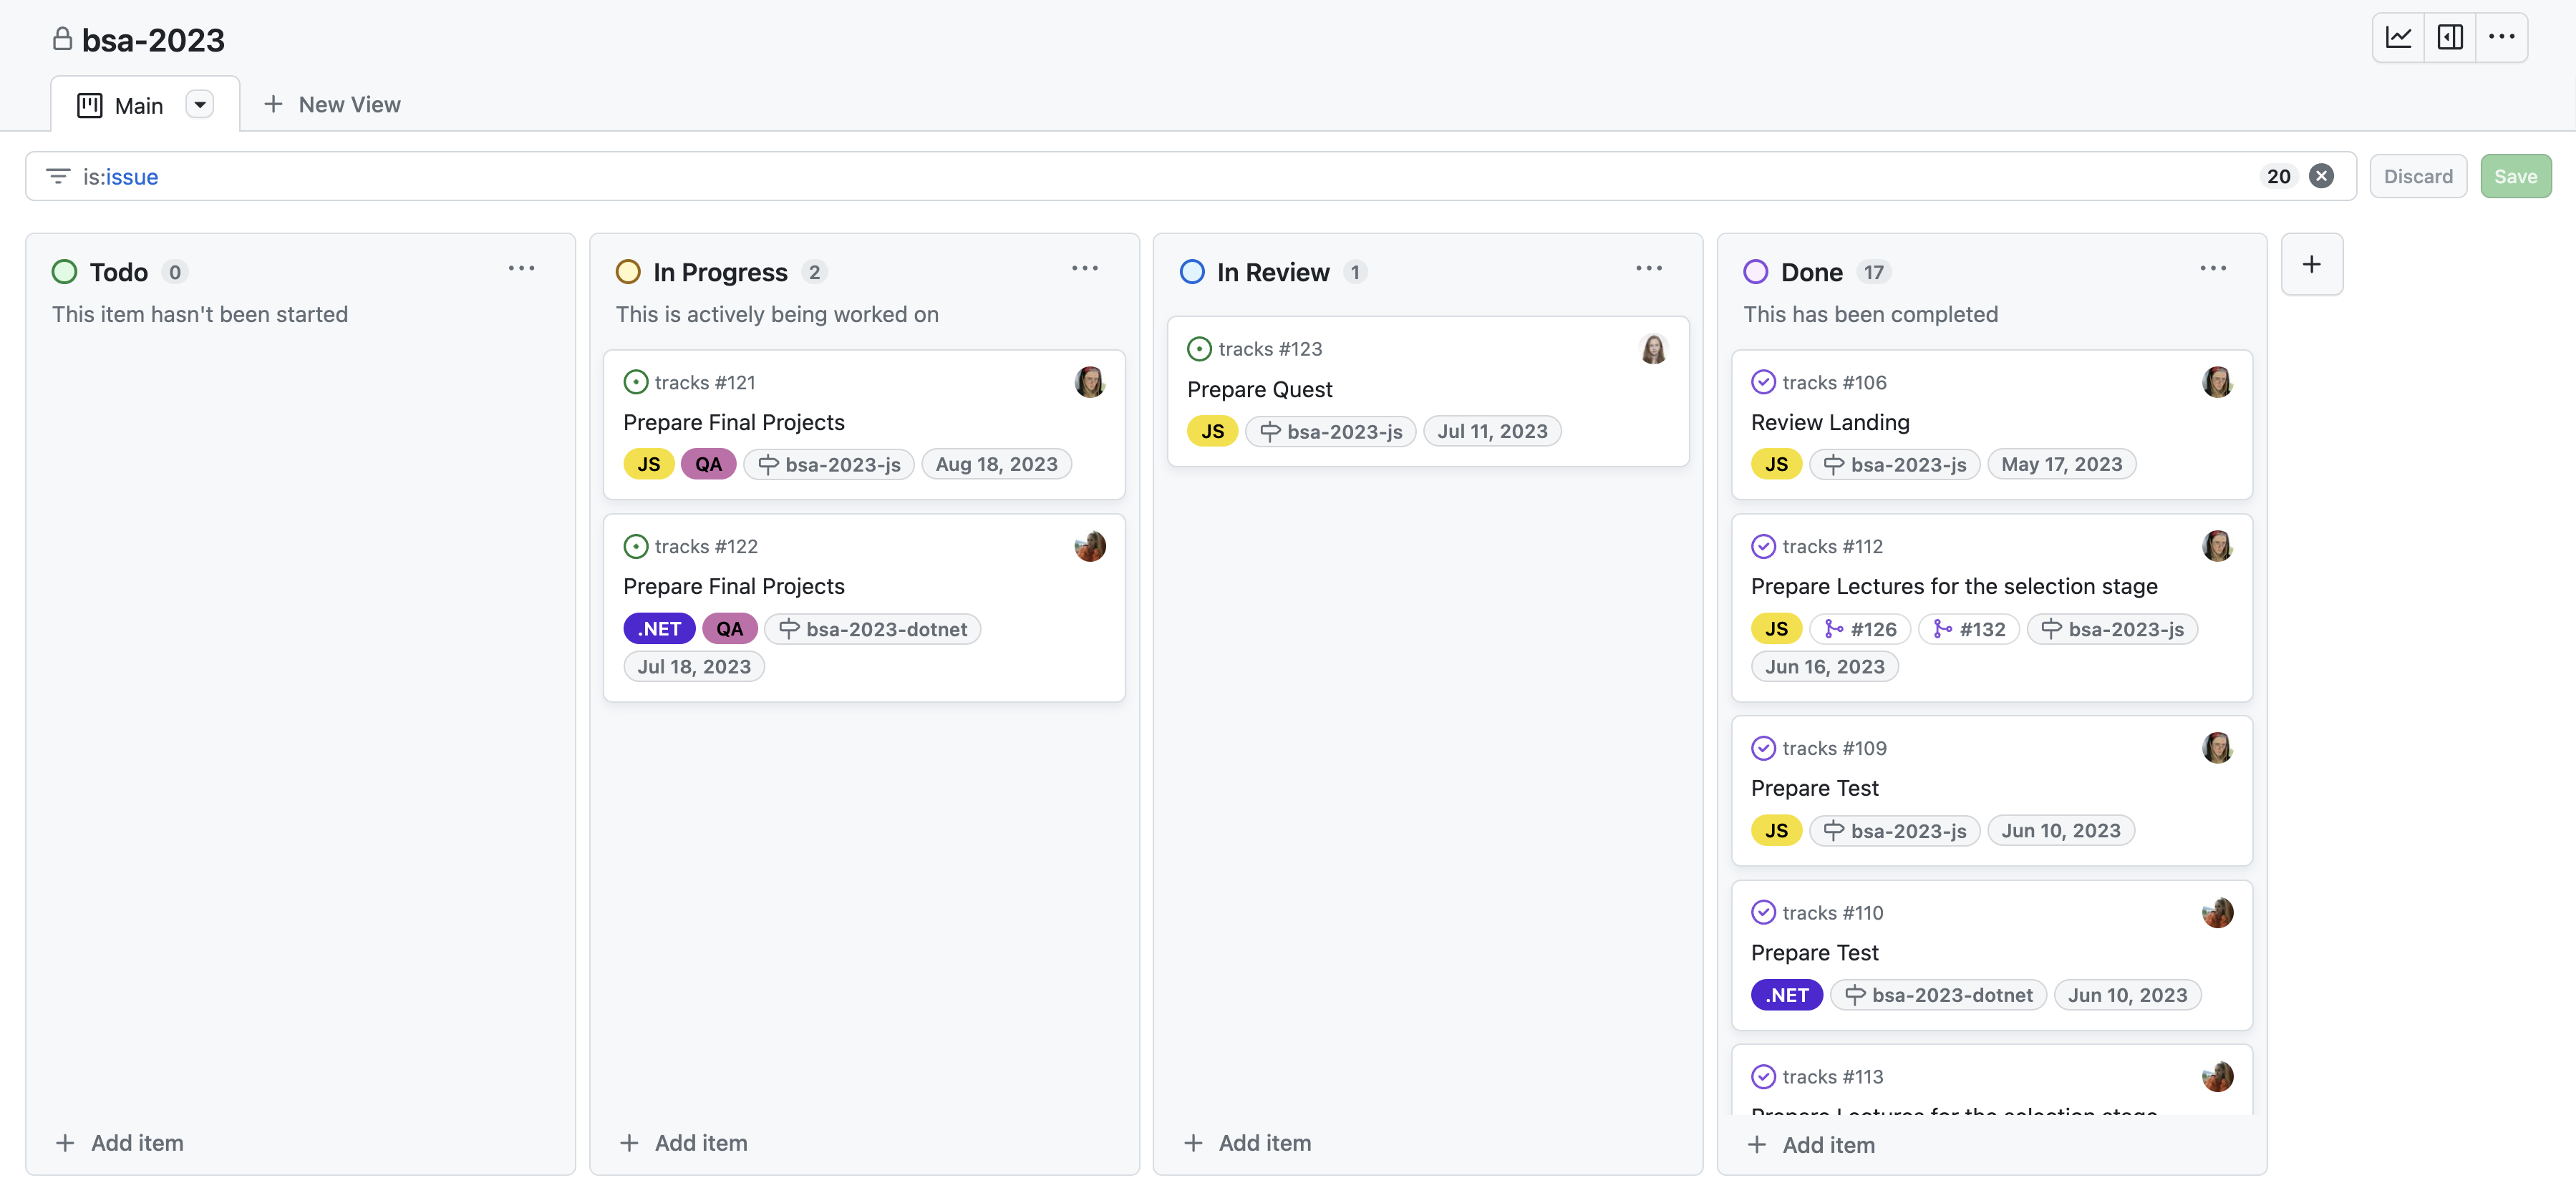 bsa-2023
Main
New View
is:issue
20
Discard
Save
Todo 0
This item hasn't been started
Add item
In Progress 2
This is actively being worked on
tracks #121
Prepare Final Projects
JS QA bsa-2023-js Aug 18, 2023
tracks #122
Prepare Final Projects
.NET QA bsa-2023-dotnet
Jul 18, 2023
Add item
In Review 1
tracks #123
Prepare Quest
JS bsa-2023-js Jul 11, 2023
Add item
Done 17
This has been completed
tracks #106
Review Landing
JS bsa-2023-js May 17, 2023
tracks #112
Prepare Lectures for the selection stage
JS #126 #132 bsa-2023-js
Jun 16, 2023
tracks #109
Prepare Test
JS bsa-2023-js Jun 10, 2023
tracks #110
Prepare Test
.NET bsa-2023-dotnet Jun 10, 2023
tracks #113
Prepare Lectures for the selection stage
Add item